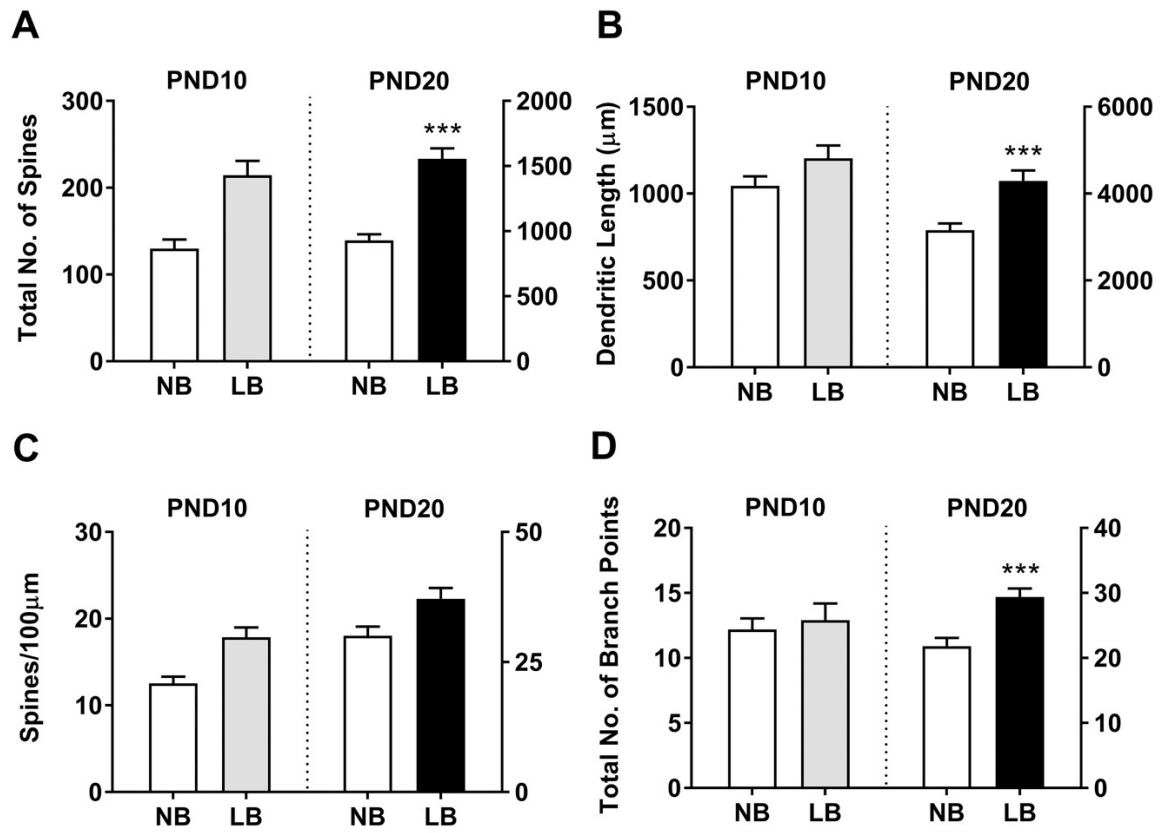 A
PND10 PND20
Total No. of Spines
300 2000
200 1500
100 1000
0 500
0
***
NB LB NB LB
B
PND10 PND20
Dendritic Length (μm)
1500 6000
1000 4000
500 2000
0 0
***
NB LB NB LB
C
PND10 PND20
Spines/100μm
30 50
20 25
10 0
0
NB LB NB LB
D
PND10 PND20
Total No. of Branch Points
20 40
15 30
10 20
5 10
0 0
***
NB LB NB LB